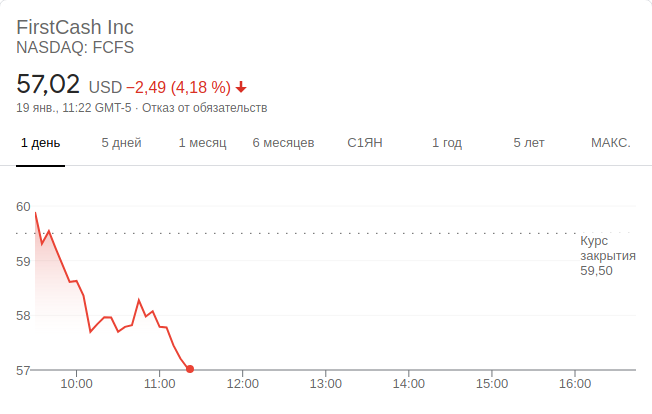 FirstCash Inc
NASDAQ: FCFS
57,02 USD −2,49 (4,18 %)
19 янв., 11:22 GMT-5 · Отказ от обязательств
1 день 5 дней 1 месяц 6 месяцев С1ЯН 1 год 5 лет МАКС.
60
59
58
57
Курс
закрытия
59,50
10:00 11:00 12:00 13:00 14:00 15:00 16:00